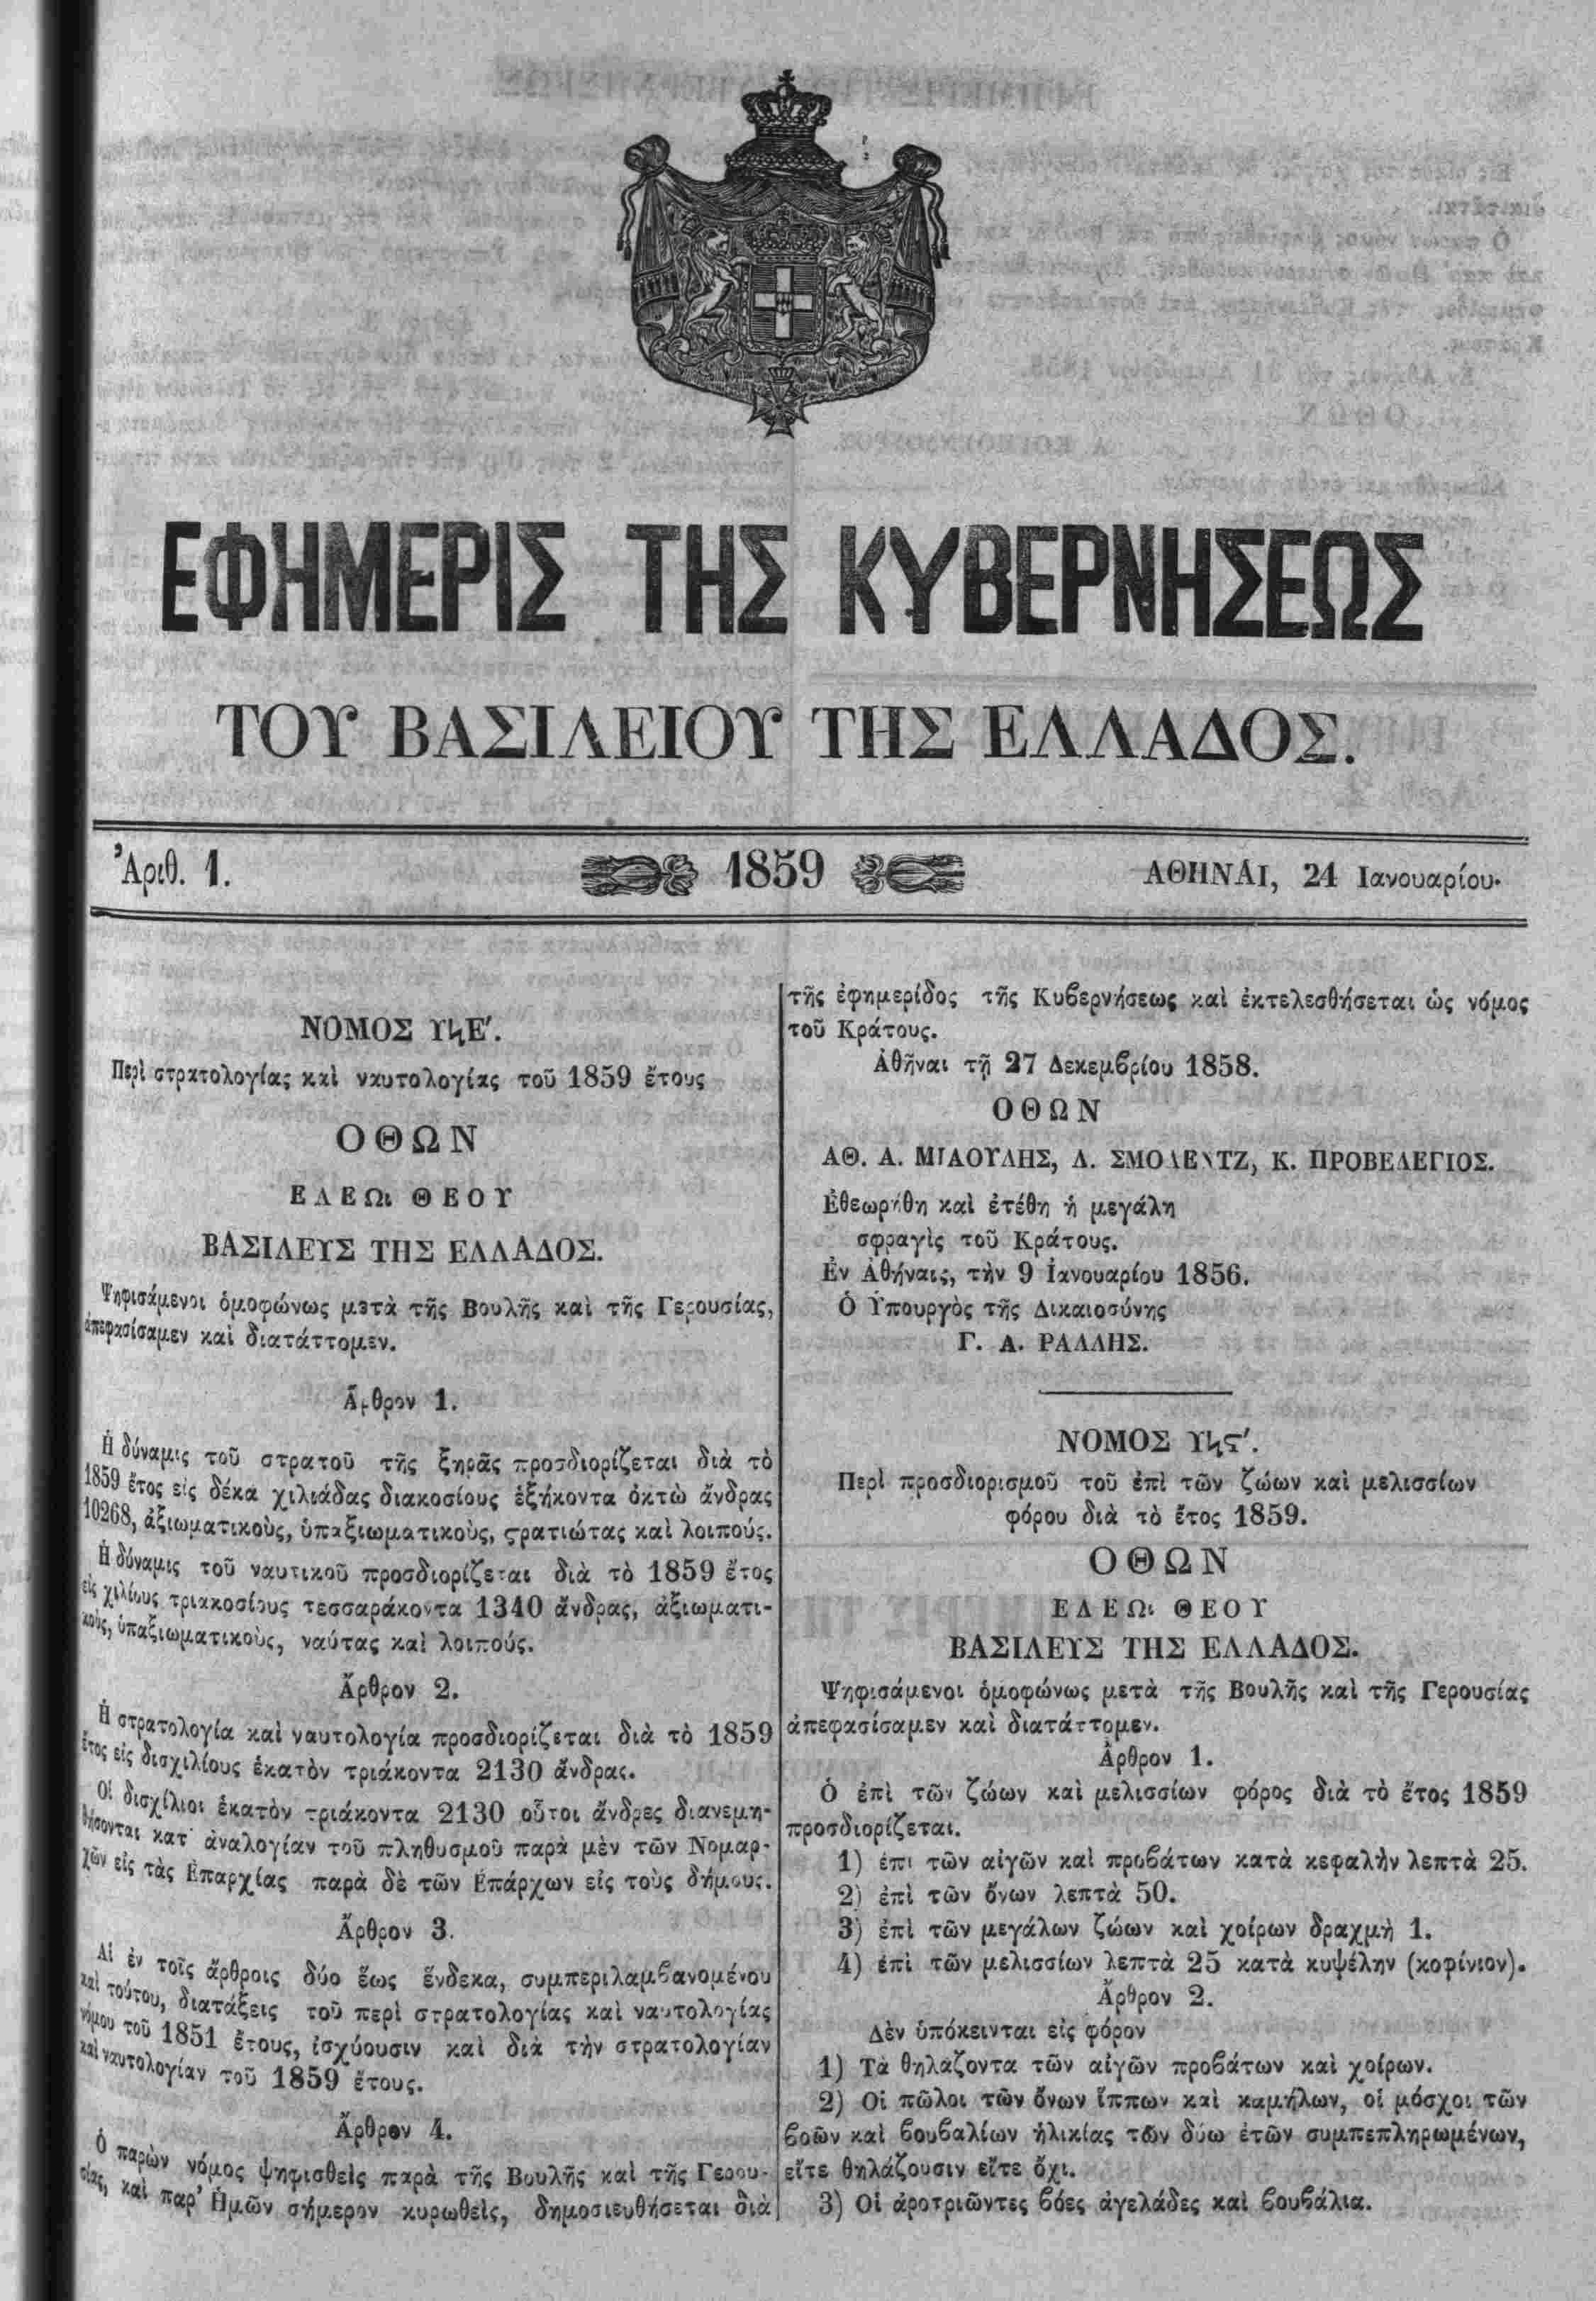 ΕΦΗΜΕΡΙΣ ΤΗΣ ΚΥΒΕΡΝΗΣΕΩΣ
ΤΟΥ ΒΑΣΙΛΕΙΟΥ ΤΗΣ ΕΛΛΑΔΟΣ.
Ἀριθ. 1. 1859 ΑΘΗΝΑΙ, 24 Ιανουαρίου.
ΝΟΜΟΣ ΥϟΕ′.
Περὶ στρατολογίας καὶ ναυτολογίας τοῦ 1859 ἔτους
ΟΘΩΝ
ΕΛΕΩι ΘΕΟΥ
ΒΑΣΙΛΕΥΣ ΤΗΣ ΕΛΛΑΔΟΣ.
Ψηφισάμενοι ὁμοφώνως μετὰ τῆς Βουλῆς καὶ τῆς Γερουσίας,
ἀπεφασίσαμεν καὶ διατάττομεν.
Ἄρθρον 1.
Ἡ δύναμις τοῦ στρατοῦ τῆς ξηρᾶς προσδιορίζεται διὰ τὸ
1859 ἔτος εἰς δέκα χιλιάδας διακοσίους ἑξήκοντα ὀκτὼ ἄνδρας
10268, ἀξιωματικοὺς, ὑπαξιωματικοὺς, ϛρατιώτας καὶ λοιπούς.
Ἡ δύναμις τοῦ ναυτικοῦ προσδιορίζεται διὰ τὸ 1859 ἔτος
εἰς χιλίους τριακοσίους τεσσαράκοντα 1340 ἄνδρας, ἀξιωματι-
κοὺς, ὑπαξιωματικοὺς, ναύτας καὶ λοιπούς.
Ἄρθρον 2.
Ἡ στρατολογία καὶ ναυτολογία προσδιορίζεται διὰ τὸ 1859
ἔτος εἰς δισχιλίους ἑκατὸν τριάκοντα 2130 ἄνδρας.
Οἱ δισχίλιοι ἑκατὸν τριάκοντα 2130 οὗτοι ἄνδρες διανεμη-
θήσονται κατ' ἀναλογίαν τοῦ πληθυσμοῦ παρὰ μὲν τῶν Νομαρ-
χῶν εἰς τὰς Ἐπαρχίας παρὰ δὲ τῶν Ἐπάρχων εἰς τοὺς δήμους.
Ἄρθρον 3.
Αἱ ἐν τοῖς ἄρθροις δύο ἕως ἕνδεκα, συμπεριλαμβανομένου
καὶ τούτου, διατάξεις τοῦ περὶ στρατολογίας καὶ ναυτολογίας
νόμου τοῦ 1851 ἔτους, ἰσχύουσιν καὶ διὰ τὴν στρατολογίαν
καὶ ναυτολογίαν τοῦ 1859 ἔτους.
Ἄρθρον 4.
Ὁ παρὼν νόμος ψηφισθεὶς παρὰ τῆς Βουλῆς καὶ τῆς Γερου-
σίας, καὶ παρ' Ἡμῶν σήμερον κυρωθεὶς, δημοσιευθήσεται διὰ
τῆς ἐφημερίδος τῆς Κυβερνήσεως καὶ ἐκτελεσθήσεται ὡς νόμος
τοῦ Κράτους.
Ἀθῆναι τῇ 27 Δεκεμβρίου 1858.
ΟΘΩΝ
ΑΘ. Α. ΜΙΑΟΥΛΗΣ, Λ. ΣΜΟΛΕΝΤΖ, Κ. ΠΡΟΒΕΛΕΓΙΟΣ.
Ἐθεωρήθη καὶ ἐτέθη ἡ μεγάλη
σφραγὶς τοῦ Κράτους.
Ἐν Ἀθήναις, τὴν 9 Ἰανουαρίου 1856.
Ὁ Ὑπουργὸς τῆς Δικαιοσύνης
Γ. Α. ΡΑΛΛΗΣ.
ΝΟΜΟΣ ΥϟϚ′.
Περὶ προσδιορισμοῦ τοῦ ἐπὶ τῶν ζώων καὶ μελισσίων
φόρου διὰ τὸ ἔτος 1859.
ΟΘΩΝ
ΕΛΕΩι ΘΕΟΥ
ΒΑΣΙΛΕΥΣ ΤΗΣ ΕΛΛΑΔΟΣ.
Ψηφισάμενοι ὁμοφώνως μετὰ τῆς Βουλῆς καὶ τῆς Γερουσίας
ἀπεφασίσαμεν καὶ διατάττομεν.
Ἄρθρον 1.
Ὁ ἐπὶ τῶν ζώων καὶ μελισσίων φόρος διὰ τὸ ἔτος 1859
προσδιορίζεται.
1) ἐπὶ τῶν αἰγῶν καὶ προβάτων κατὰ κεφαλὴν λεπτὰ 25.
2) ἐπὶ τῶν ὄνων λεπτὰ 50.
3) ἐπὶ τῶν μεγάλων ζώων καὶ χοίρων δραχμὴ 1.
4) ἐπὶ τῶν μελισσίων λεπτὰ 25 κατὰ κυψέλην (κοφίνιον).
Ἄρθρον 2.
Δὲν ὑπόκεινται εἰς φόρον
1) Τὰ θηλάζοντα τῶν αἰγῶν προβάτων καὶ χοίρων.
2) Οἱ πῶλοι τῶν ὄνων ἵππων καὶ καμήλων, οἱ μόσχοι τῶν
βοῶν καὶ βουβαλίων ἡλικίας τῶν δύω ἐτῶν συμπεπληρωμένων,
εἴτε θηλάζουσιν εἴτε ὄχι.
3) Οἱ ἀροτριῶντες βόες ἀγελάδες καὶ βουβάλια.